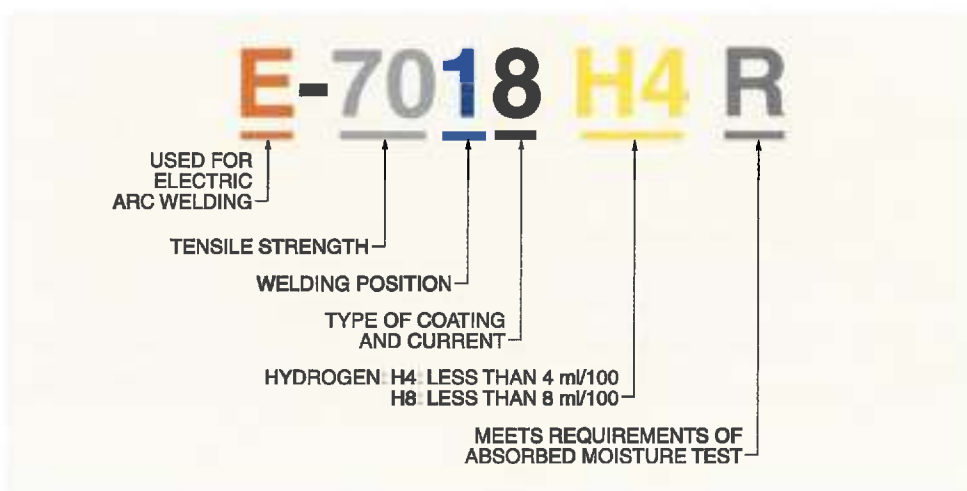 E-7018 H4 R
USED FOR
ELECTRIC
ARC WELDING
TENSILE STRENGTH
WELDING POSITION
TYPE OF COATING
AND CURRENT
HYDROGEN: H4: LESS THAN 4 ml/100
H8: LESS THAN 8 ml/100
MEETS REQUIREMENTS OF
ABSORBED MOISTURE TEST